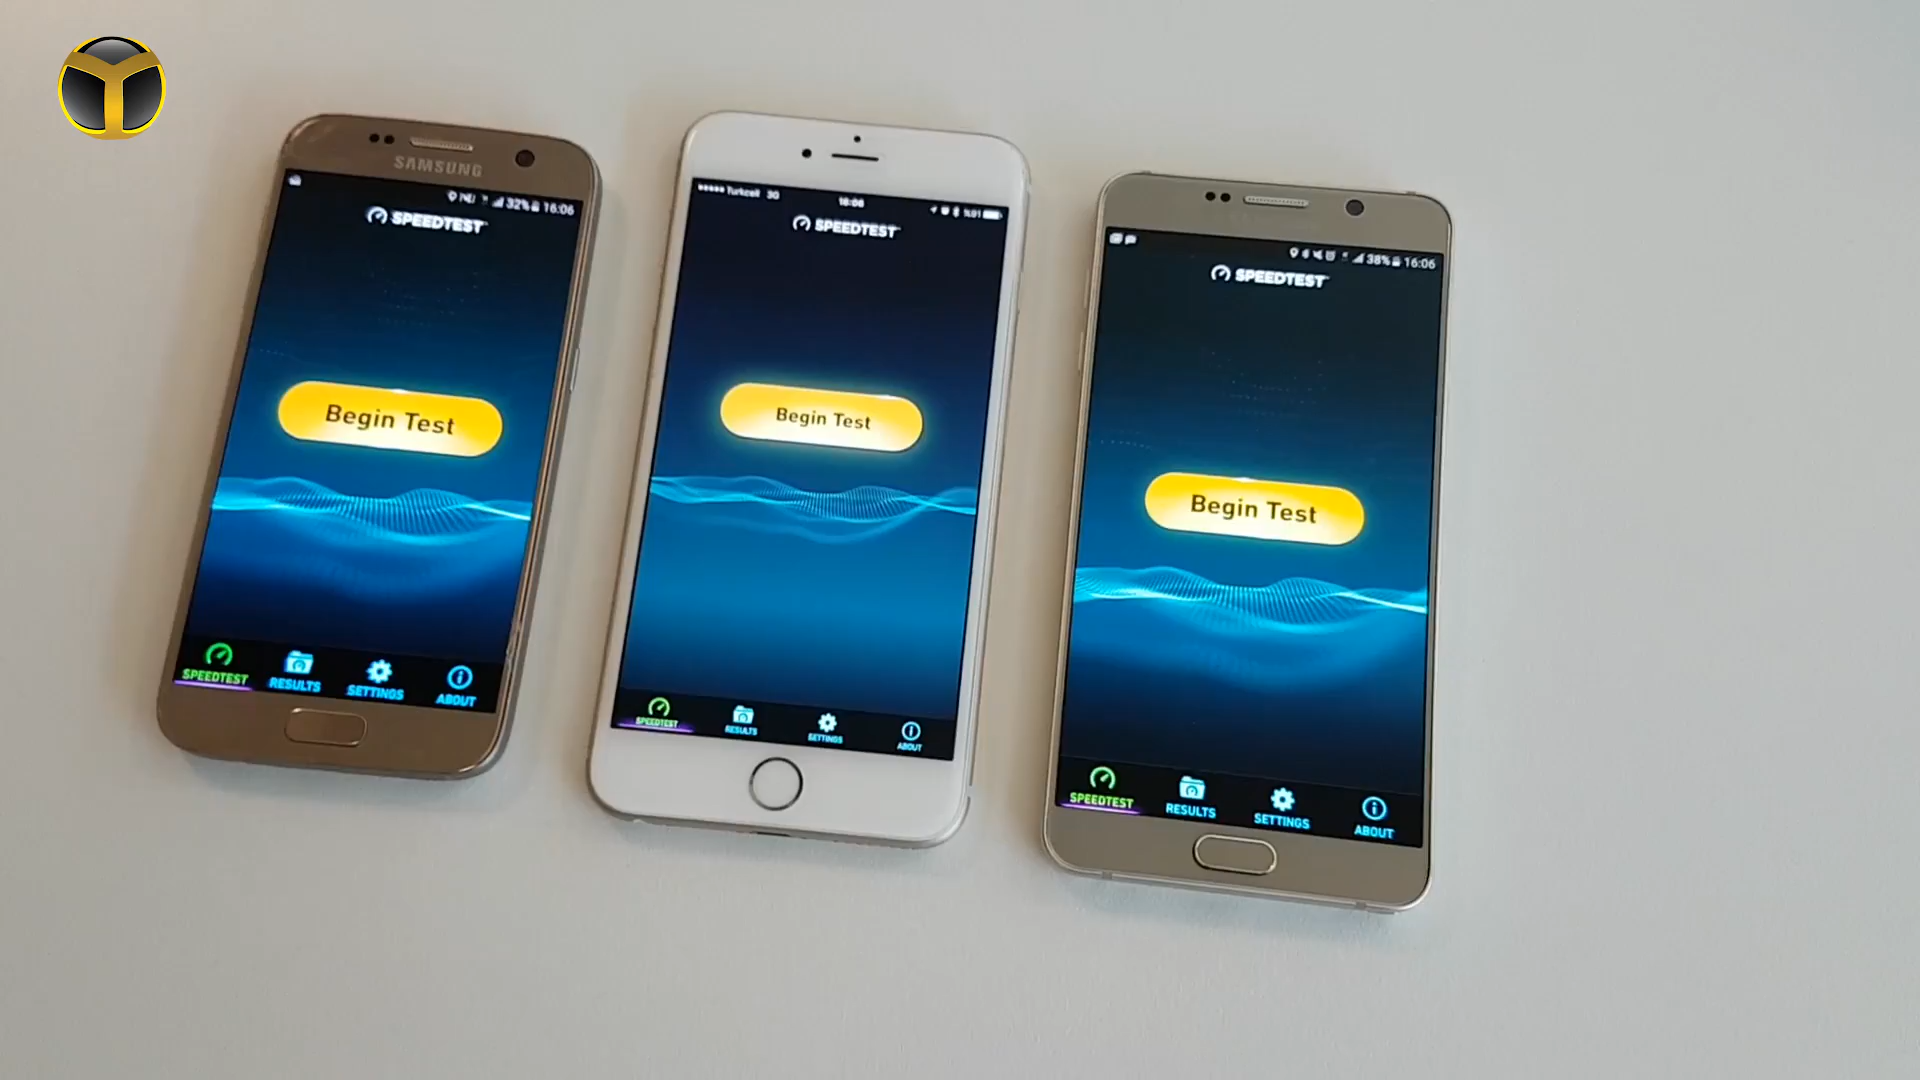 SAMSUNG
32% 16:06
SPEEDTEST
Begin Test
SPEEDTEST
RESULTS
SETTINGS
ABOUT
Turkcell 3G
16:06
%91
SPEEDTEST
Begin Test
SPEEDTEST
RESULTS
SETTINGS
ABOUT
38% 16:06
SPEEDTEST
Begin Test
SPEEDTEST
RESULTS
SETTINGS
ABOUT